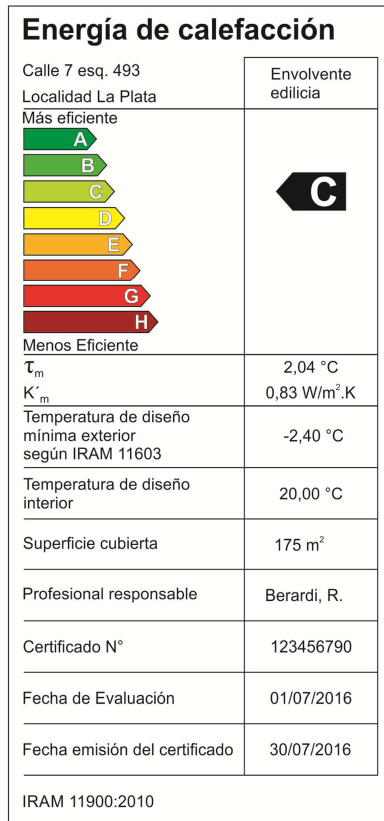 Energía de calefacción
Calle 7 esq. 493
Localidad La Plata
Envolvente
edilicia
Más eficiente
A
B
C
D
E
F
G
H
C
Menos Eficiente
τm 2,04 °C
K´m 0,83 W/m².K
Temperatura de diseño
mínima exterior
según IRAM 11603
-2,40 °C
Temperatura de diseño
interior
20,00 °C
Superficie cubierta 175 m²
Profesional responsable Berardi, R.
Certificado N° 123456790
Fecha de Evaluación 01/07/2016
Fecha emisión del certificado 30/07/2016
IRAM 11900:2010